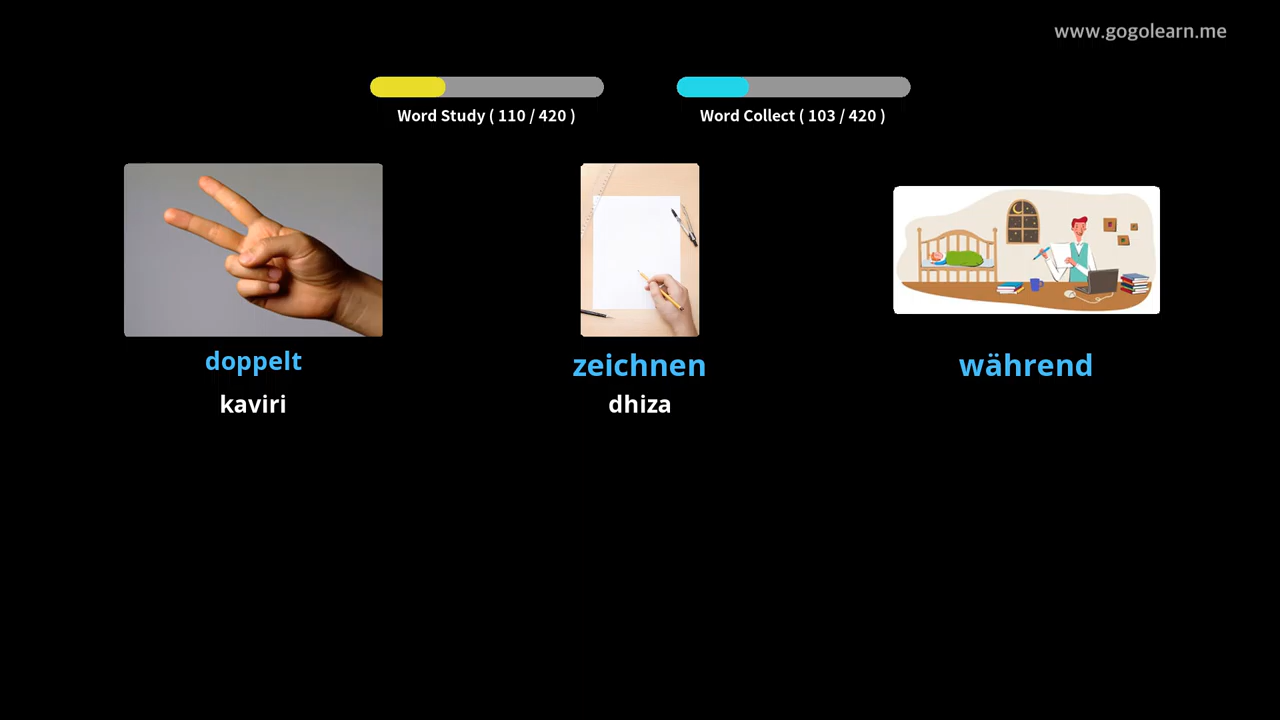 www.gogolearn.me
Word Study ( 110 / 420 )
Word Collect ( 103 / 420 )
doppelt
zeichnen
während
kaviri
dhiza